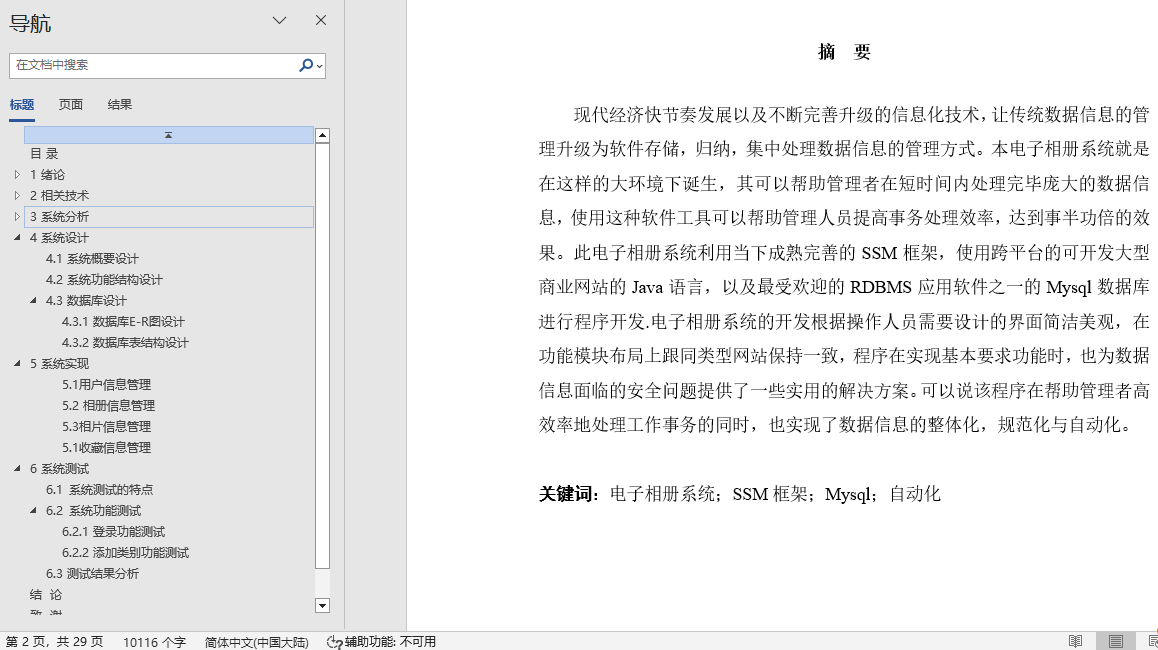 导航
在文档中搜索
标题 页面 结果
目 录
1 绪论
2 相关技术
3 系统分析
4 系统设计
4.1 系统概要设计
4.2 系统功能结构设计
4.3 数据库设计
4.3.1 数据库E-R图设计
4.3.2 数据库表结构设计
5 系统实现
5.1用户信息管理
5.2 相册信息管理
5.3相片信息管理
5.1收藏信息管理
6 系统测试
6.1 系统测试的特点
6.2 系统功能测试
6.2.1 登录功能测试
6.2.2 添加类别功能测试
6.3 测试结果分析
结 论
致 谢
摘 要
现代经济快节奏发展以及不断完善升级的信息化技术，让传统数据信息的管
理升级为软件存储，归纳，集中处理数据信息的管理方式。本电子相册系统就是
在这样的大环境下诞生，其可以帮助管理者在短时间内处理完毕庞大的数据信
息，使用这种软件工具可以帮助管理人员提高事务处理效率，达到事半功倍的效
果。此电子相册系统利用当下成熟完善的 SSM 框架，使用跨平台的可开发大型
商业网站的 Java 语言，以及最受欢迎的 RDBMS 应用软件之一的 Mysql 数据库
进行程序开发.电子相册系统的开发根据操作人员需要设计的界面简洁美观，在
功能模块布局上跟同类型网站保持一致，程序在实现基本要求功能时，也为数据
信息面临的安全问题提供了一些实用的解决方案。可以说该程序在帮助管理者高
效率地处理工作事务的同时，也实现了数据信息的整体化，规范化与自动化。
关键词：电子相册系统；SSM 框架；Mysql；自动化
第 2 页，共 29 页 10116 个字 简体中文(中国大陆) 辅助功能: 不可用